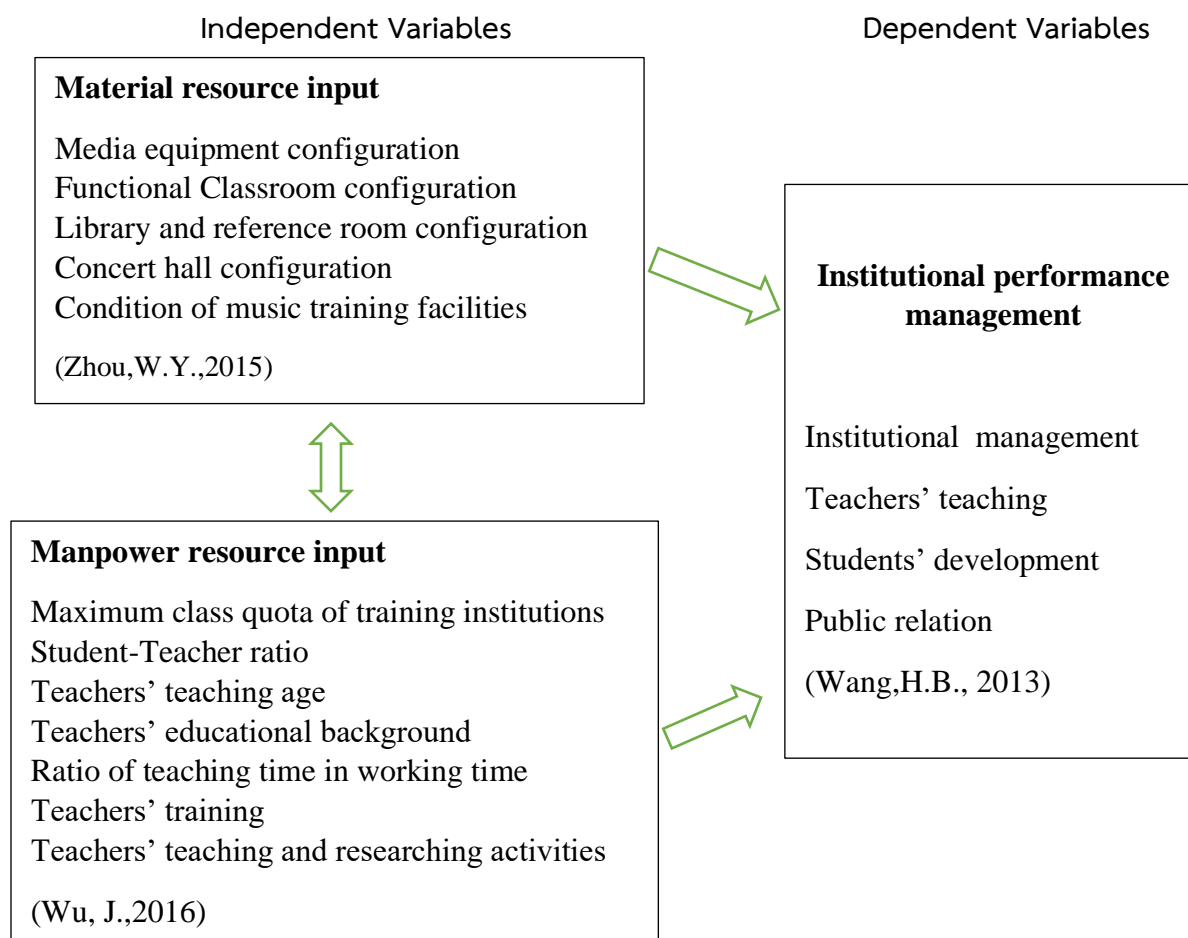 Independent Variables
Dependent Variables
Material resource input
Media equipment configuration
Functional Classroom configuration
Library and reference room configuration
Concert hall configuration
Condition of music training facilities
(Zhou,W.Y.,2015)
Manpower resource input
Maximum class quota of training institutions
Student-Teacher ratio
Teachers’ teaching age
Teachers’ educational background
Ratio of teaching time in working time
Teachers’ training
Teachers’ teaching and researching activities
(Wu, J.,2016)
Institutional performance
management
Institutional management
Teachers’ teaching
Students’ development
Public relation
(Wang,H.B., 2013)